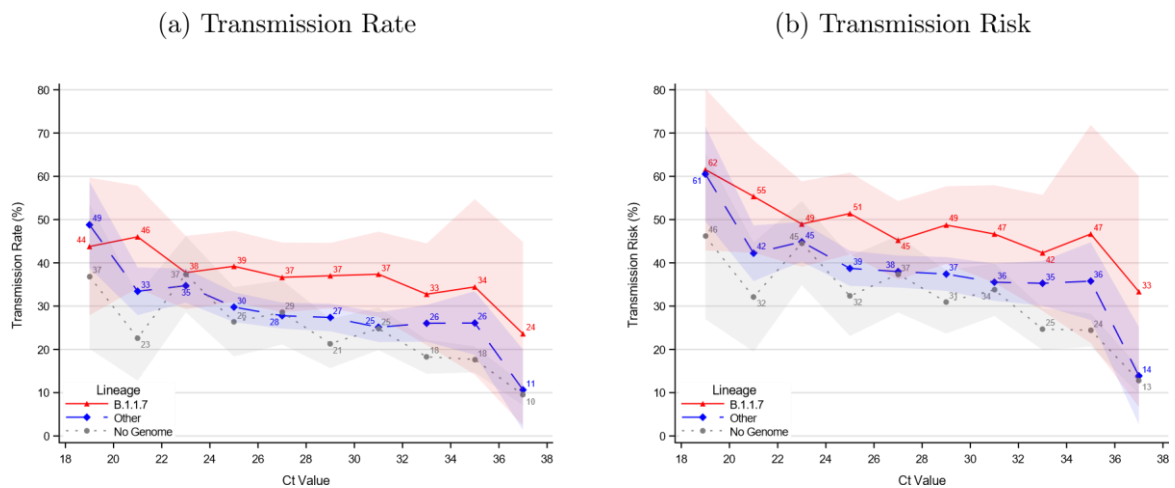 (a) Transmission Rate
80
70
60
50
40
30
20
10
0
Transmission Rate (%)
44 46 38 39 37 37 37 33 34 24
49 33 35 30 28 27 25 26 26 11
37 23 37 26 29 21 25 18 18 10
Lineage
B.1.1.7
Other
No Genome
18 20 22 24 26 28 30 32 34 36 38
Ct Value
(b) Transmission Risk
80
70
60
50
40
30
20
10
0
Transmission Risk (%)
62 55 49 51 45 49 47 42 47 33
61 42 45 39 38 37 36 35 36 14
46 32 45 32 37 31 34 25 24 13
Lineage
B.1.1.7
Other
No Genome
18 20 22 24 26 28 30 32 34 36 38
Ct Value